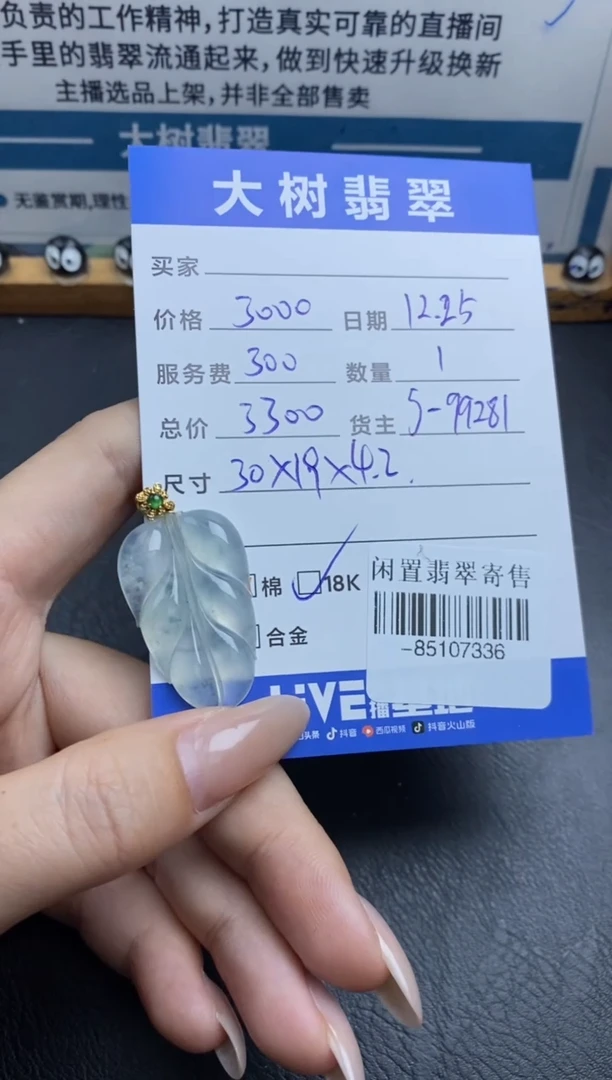 负责的工作精神,打造真实可靠的直播间
手里的翡翠流通起来,做到快速升级换新
主播选品上架,并非全部售卖
大树翡翠
无鉴赏期,理性
大树翡翠
买家
价格 3000 日期 12.25
服务费 300 数量 1
总价 3300 货主 5-99281
尺寸 30×19×4.2
棉 18K
合金
闲置翡翠寄售
-85107336
LiVE
头条 抖音 西瓜视频 抖音火山版